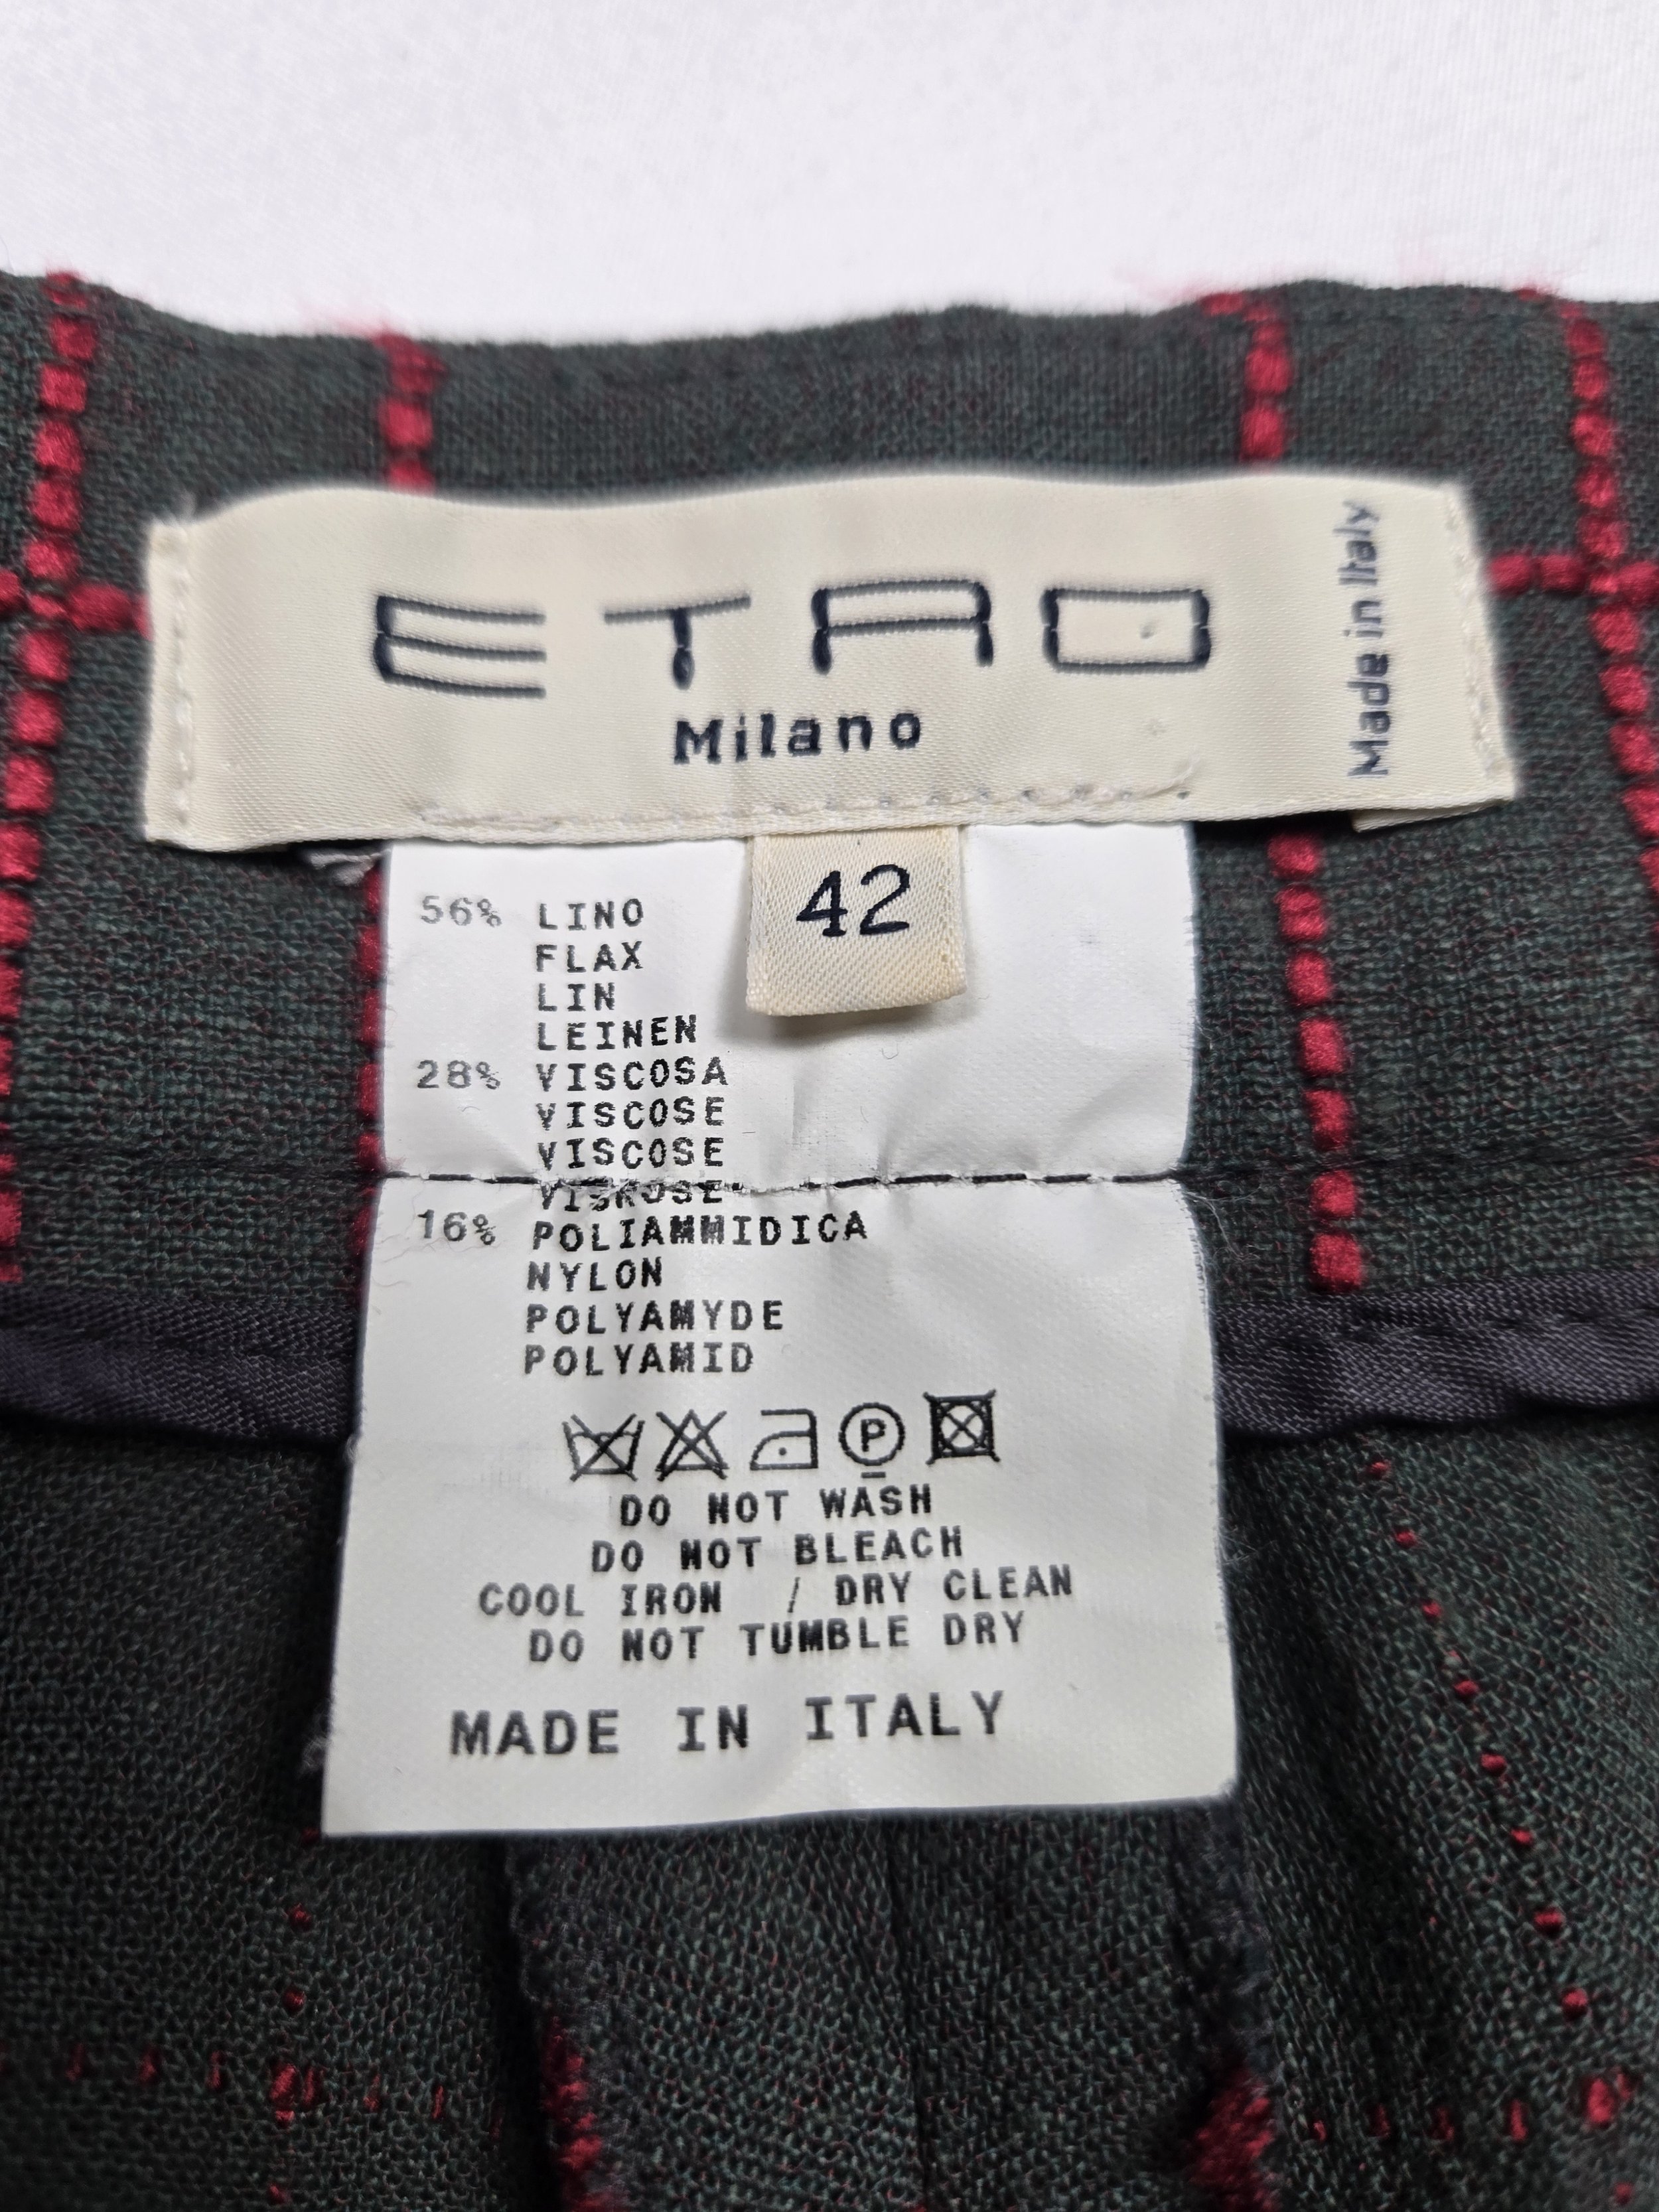 ETRO
Milano
Made in Italy
42
56% LINO
FLAX
LIN
LEINEN
28% VISCOSA
VISCOSE
VISCOSE
VISKOSE
16% POLIAMMIDICA
NYLON
POLYAMYDE
POLYAMID
P
DO NOT WASH
DO NOT BLEACH
COOL IRON / DRY CLEAN
DO NOT TUMBLE DRY
MADE IN ITALY